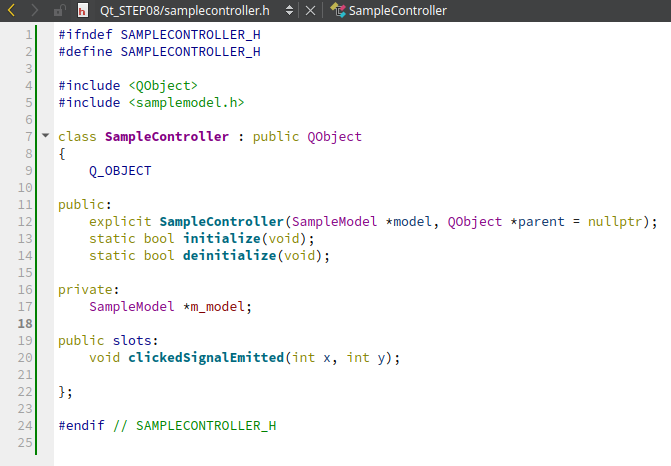 Qt_STEP08/samplecontroller.h SampleController
1 #ifndef SAMPLECONTROLLER_H
2 #define SAMPLECONTROLLER_H
3
4 #include <QObject>
5 #include <samplemodel.h>
6
7 class SampleController : public QObject
8 {
9     Q_OBJECT
10
11 public:
12     explicit SampleController(SampleModel *model, QObject *parent = nullptr);
13     static bool initialize(void);
14     static bool deinitialize(void);
15
16 private:
17     SampleModel *m_model;
18
19 public slots:
20     void clickedSignalEmitted(int x, int y);
21
22 };
23
24 #endif // SAMPLECONTROLLER_H
25